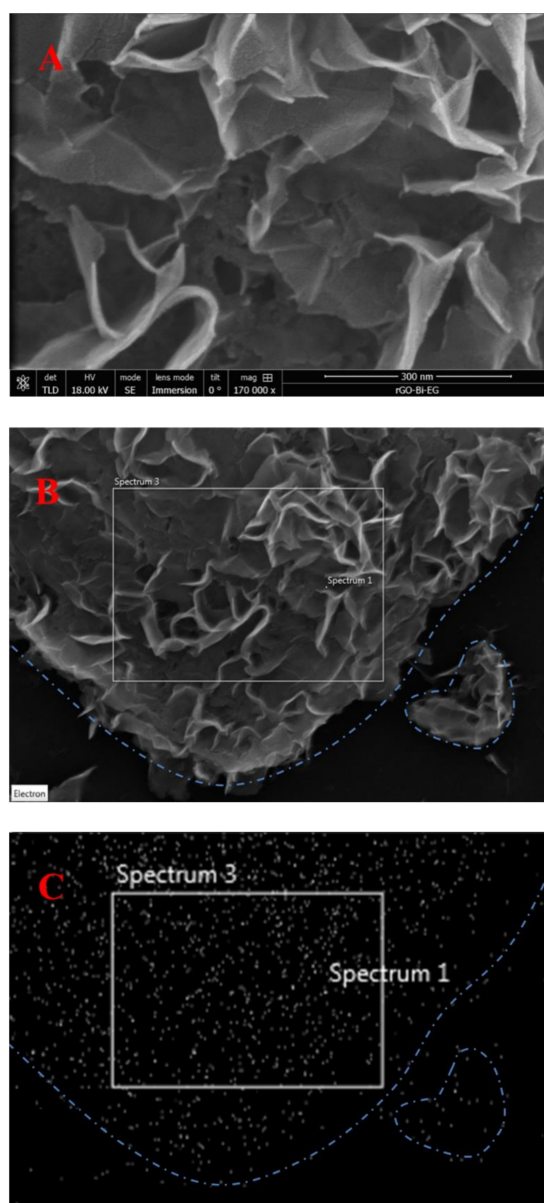 A
det HV mode lens mode tilt mag 300 nm
TLD 18.00 kV SE Immersion 0 ° 170 000 x rGO-Bi-EG
B
Spectrum 3
Spectrum 1
Electron
C
Spectrum 3
Spectrum 1